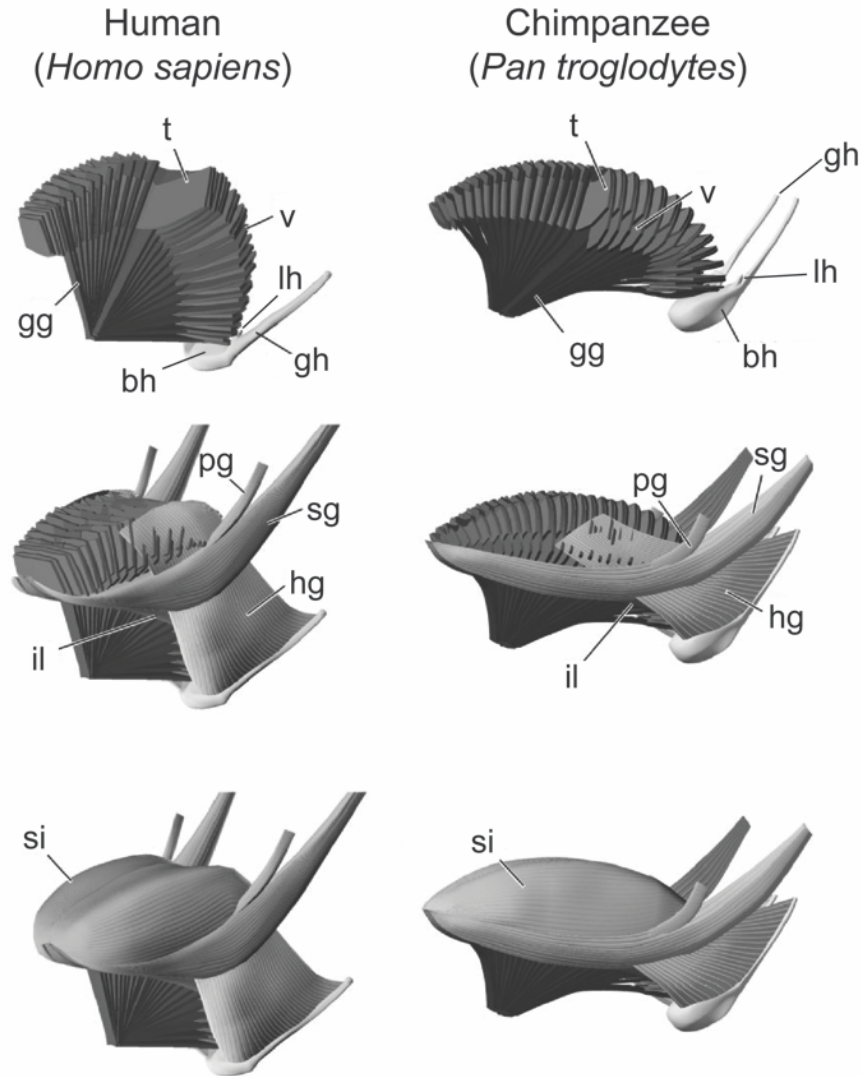 Human
(Homo sapiens)
Chimpanzee
(Pan troglodytes)
t
v
lh
gg
gh
bh
t
gh
v
lh
gg
bh
pg
sg
hg
il
sg
pg
hg
il
si
si